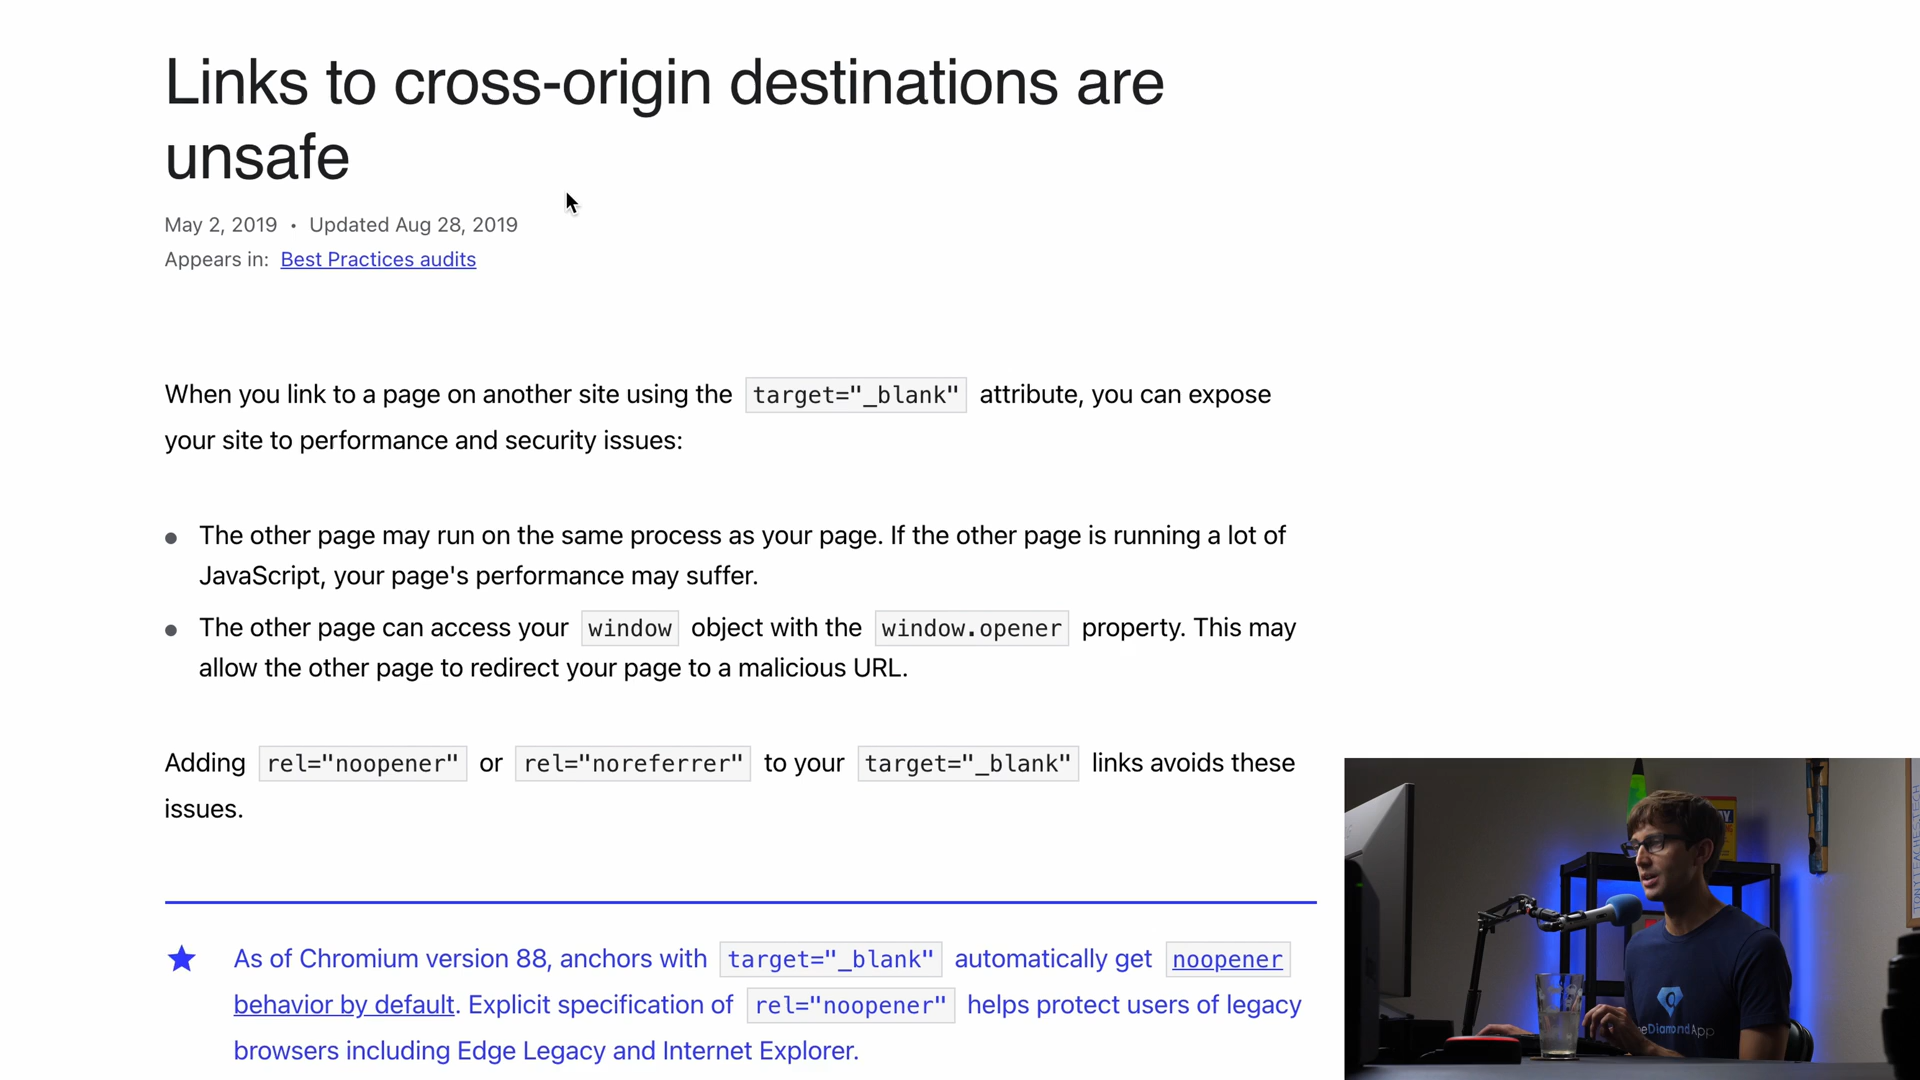 Links to cross-origin destinations are
unsafe
May 2, 2019 • Updated Aug 28, 2019
Appears in: Best Practices audits
When you link to a page on another site using the target="_blank" attribute, you can expose
your site to performance and security issues:
• The other page may run on the same process as your page. If the other page is running a lot of
JavaScript, your page's performance may suffer.
• The other page can access your window object with the window.opener property. This may
allow the other page to redirect your page to a malicious URL.
Adding rel="noopener" or rel="noreferrer" to your target="_blank" links avoids these
issues.
As of Chromium version 88, anchors with target="_blank" automatically get noopener
behavior by default. Explicit specification of rel="noopener" helps protect users of legacy
browsers including Edge Legacy and Internet Explorer.
eDiamondApp